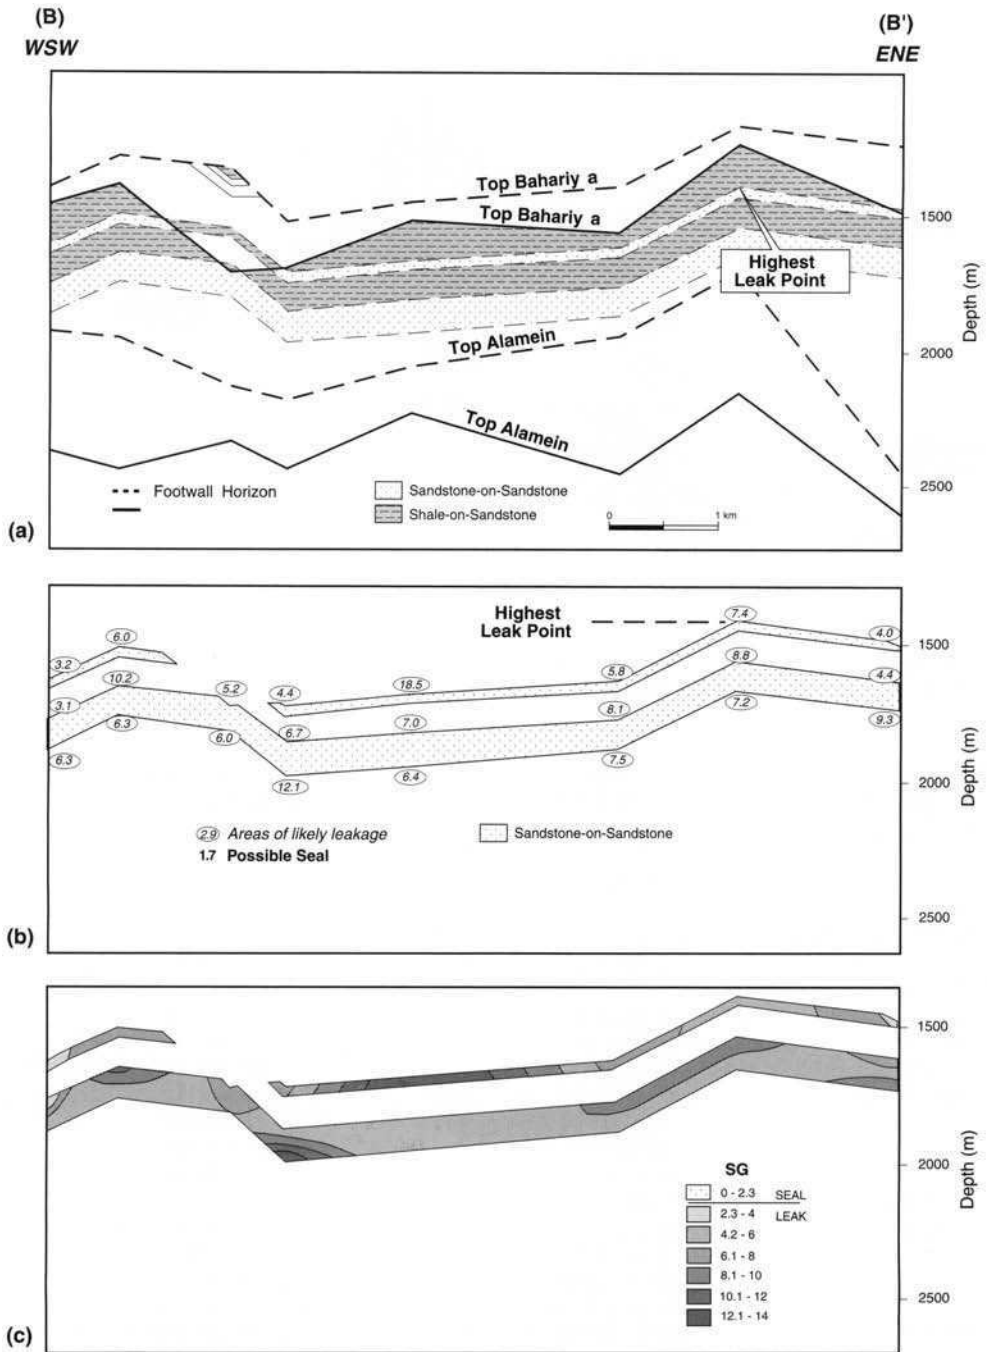 (B)
WSW
(B')
ENE
Top Bahariy a
Top Bahariy a
Highest
Leak Point
Top Alamein
Top Alamein
1500
2000
2500
Depth (m)
Footwall Horizon
Sandstone-on-Sandstone
Shale-on-Sandstone
0
1 km
(a)
Highest
Leak Point
7.4
4.0
6.0
3.2
10.2
5.2
4.4
18.5
5.8
8.8
4.4
3.1
6.3
6.0
6.7
7.0
8.1
7.2
9.3
6.3
12.1
6.4
7.5
1500
2000
2500
Depth (m)
2.9 Areas of likely leakage
1.7 Possible Seal
Sandstone-on-Sandstone
(b)
1500
2000
2500
Depth (m)
SG
0 - 2.3 SEAL
2.3 - 4 LEAK
4.2 - 6
6.1 - 8
8.1 - 10
10.1 - 12
12.1 - 14
(c)